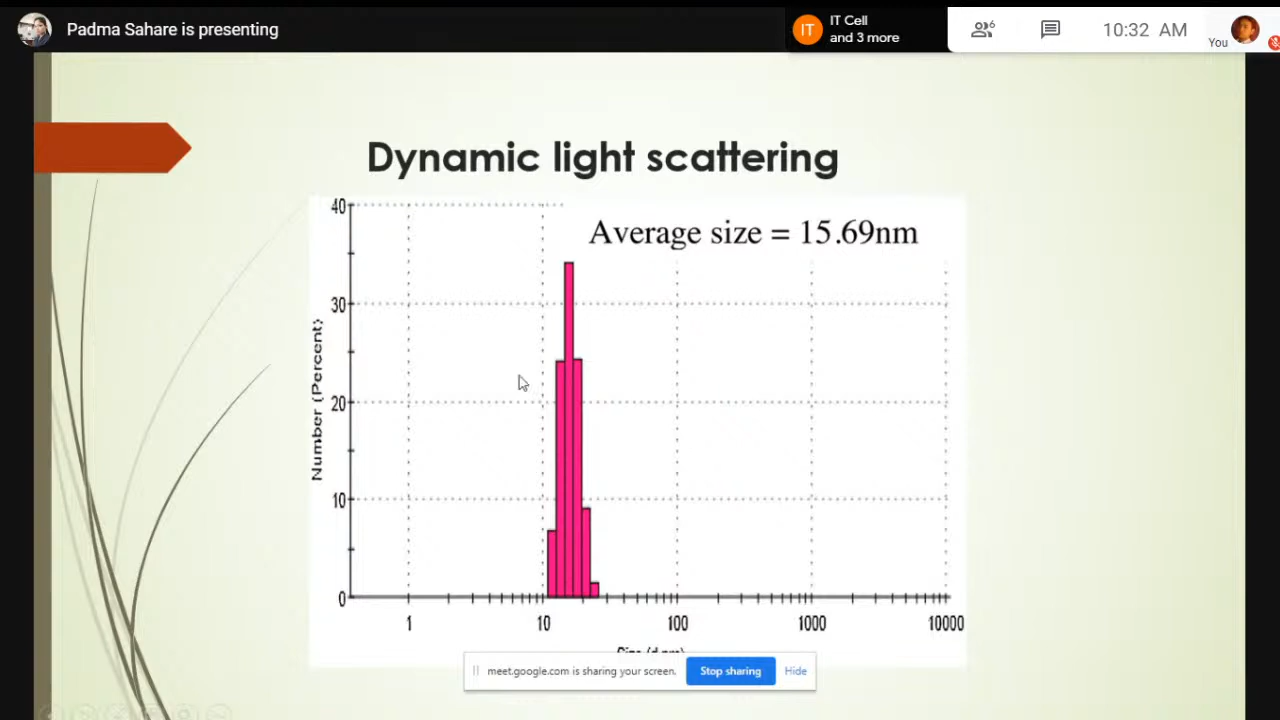 Padma Sahare is presenting
IT
IT Cell
and 3 more
6
10:32 AM
You
Dynamic light scattering
Average size = 15.69nm
Number (Percent)
40
30
20
10
0
1 10 100 1000 10000
meet.google.com is sharing your screen.
Stop sharing
Hide